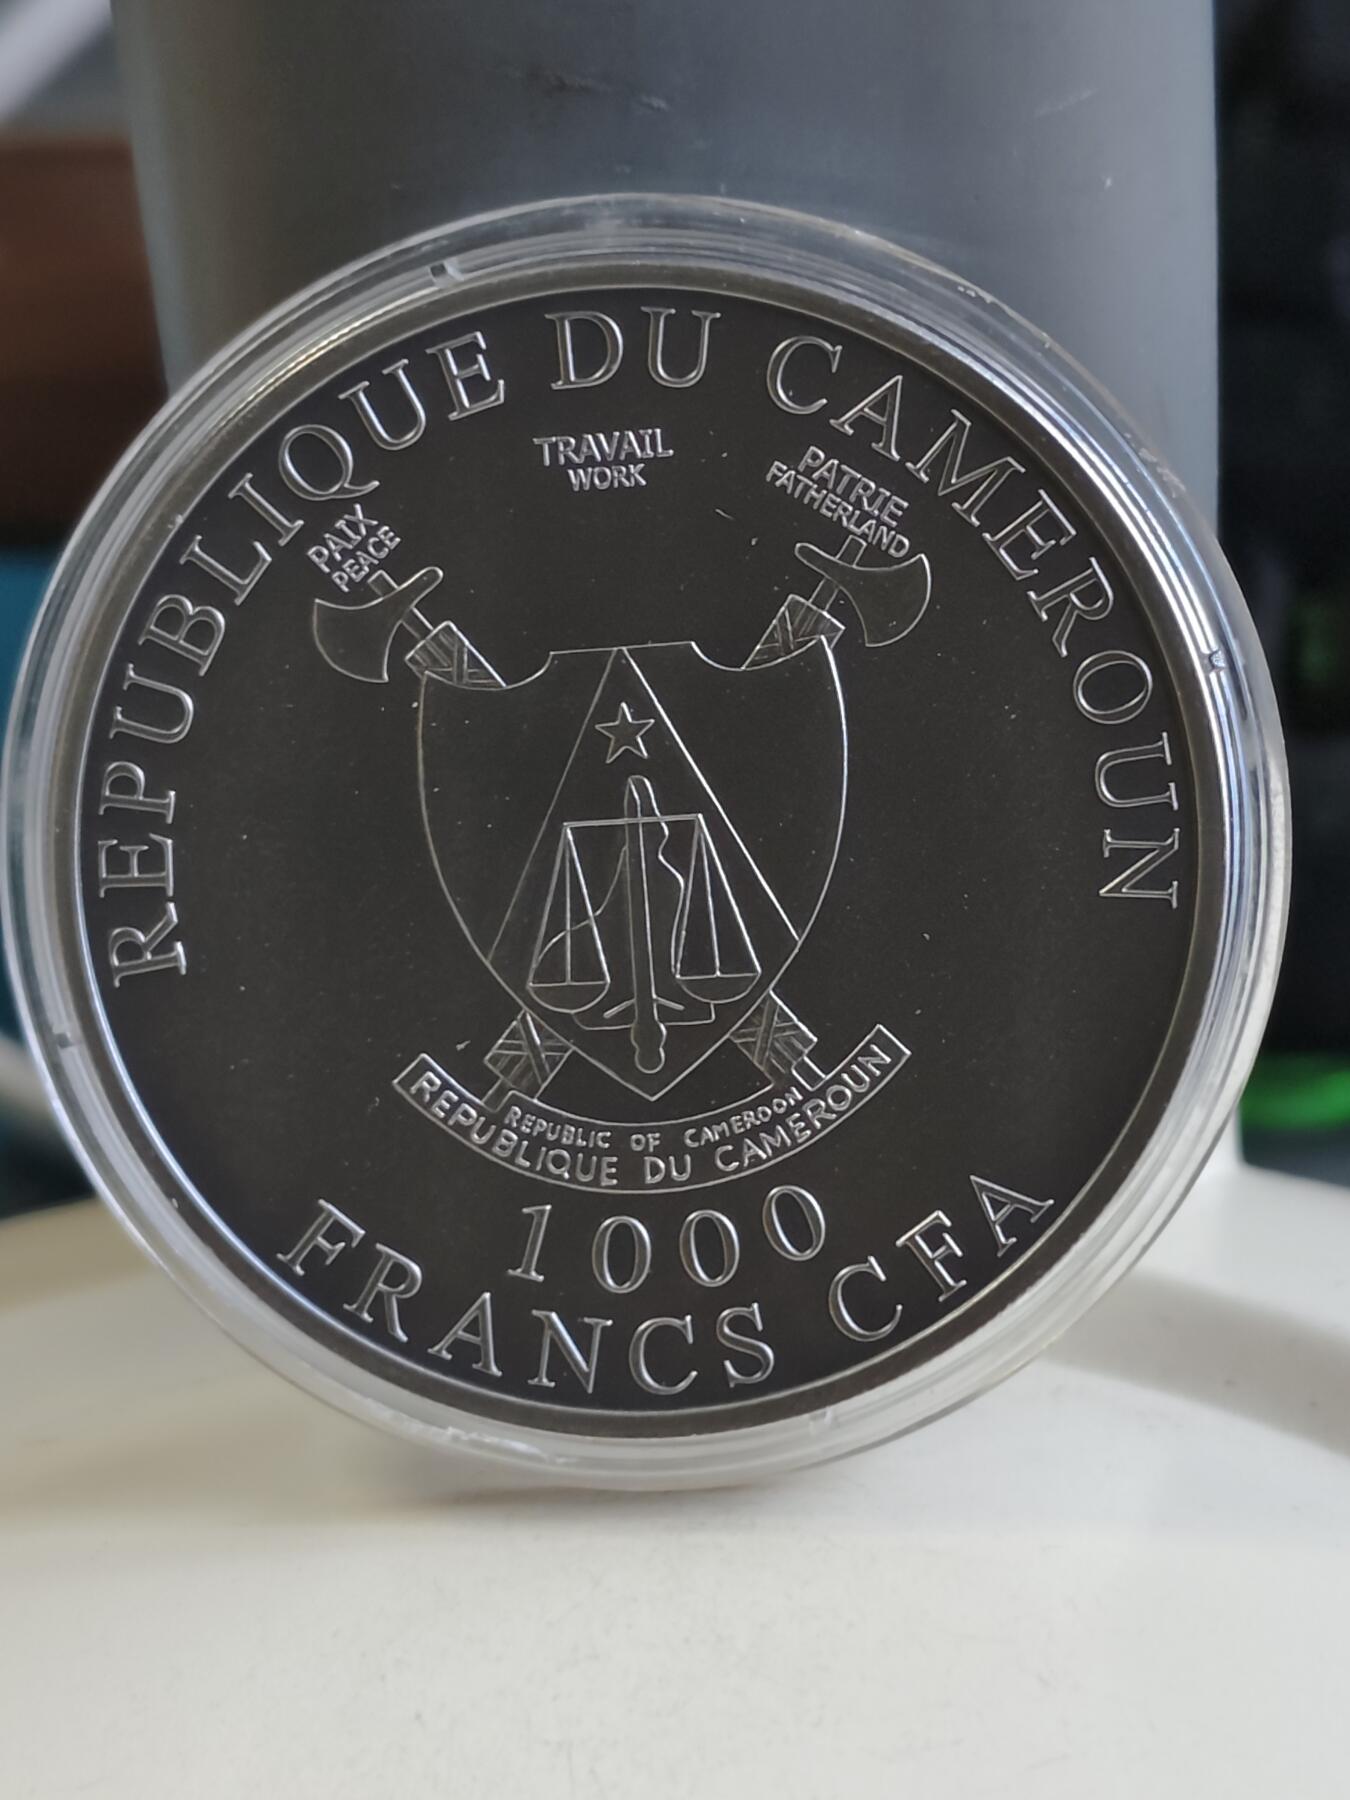 REPUBLIQUE DU CAMEROUN
TRAVAIL
WORK
PAIX
PEACE
PATRIE
FATHERLAND
REPUBLIC OF CAMEROON
REPUBLIQUE DU CAMEROUN
1000
FRANCS CFA